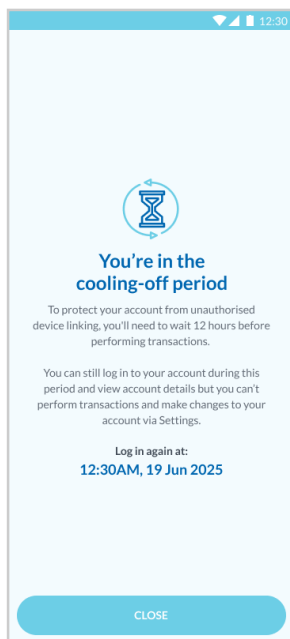 12:30
You’re in the
cooling-off period
To protect your account from unauthorised
device linking, you'll need to wait 12 hours before
performing transactions.
You can still log in to your account during this
period and view account details but you can’t
perform transactions and make changes to your
account via Settings.
Log in again at:
12:30AM, 19 Jun 2025
CLOSE